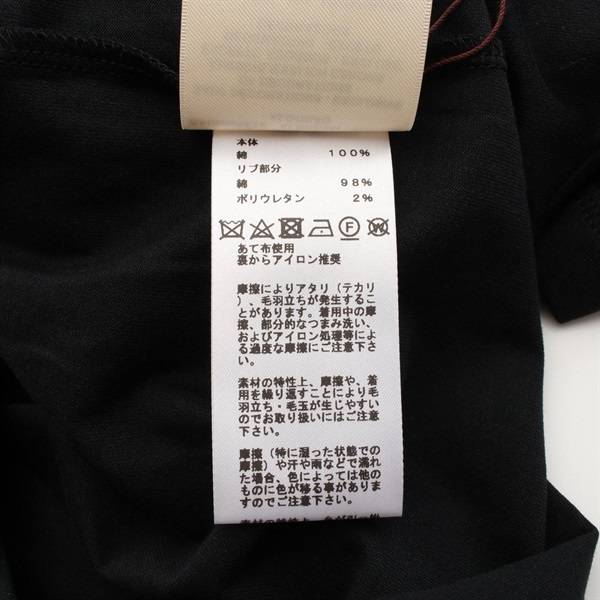 本体
綿 100%
リブ部分
綿 98%
ポリウレタン 2%
F W
あて布使用
裏からアイロン推奨
摩擦によりアタリ（テカリ
）、毛羽立ちが発生するこ
とがあります。着用中の摩
擦、部分的なつまみ洗い、
およびアイロン処理等によ
る過度な摩擦にご注意下さ
い。
素材の特性上、摩擦や、着
用を繰り返すことにより毛
羽立ち・毛玉が生じやすい
のでお取り扱いにはご注意
下さい。
摩擦（特に湿った状態での
摩擦）や汗や雨などで濡れ
た場合、色によっては他の
ものに色が移る事がありま
すのでご注意下さい。
素材の特性上、